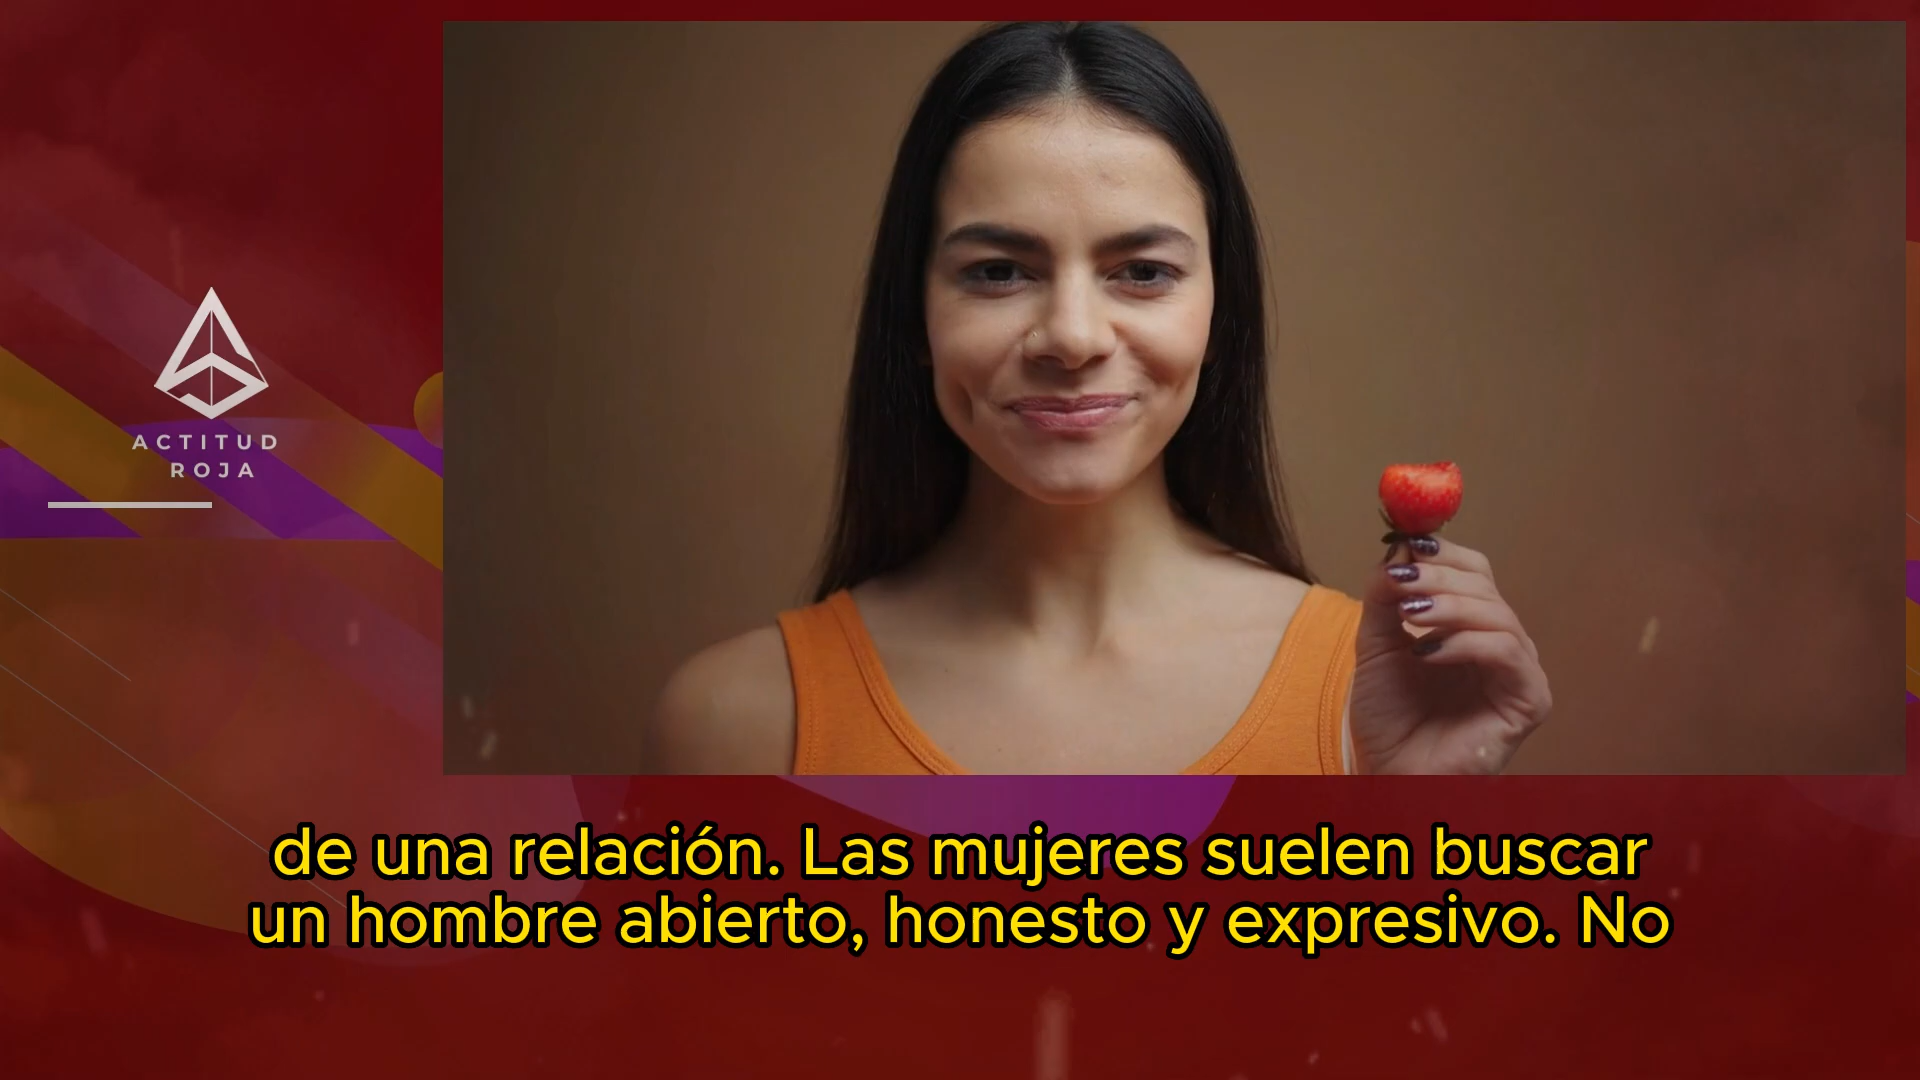 ACTITUD
ROJA
de una relación. Las mujeres suelen buscar
un hombre abierto, honesto y expresivo. No